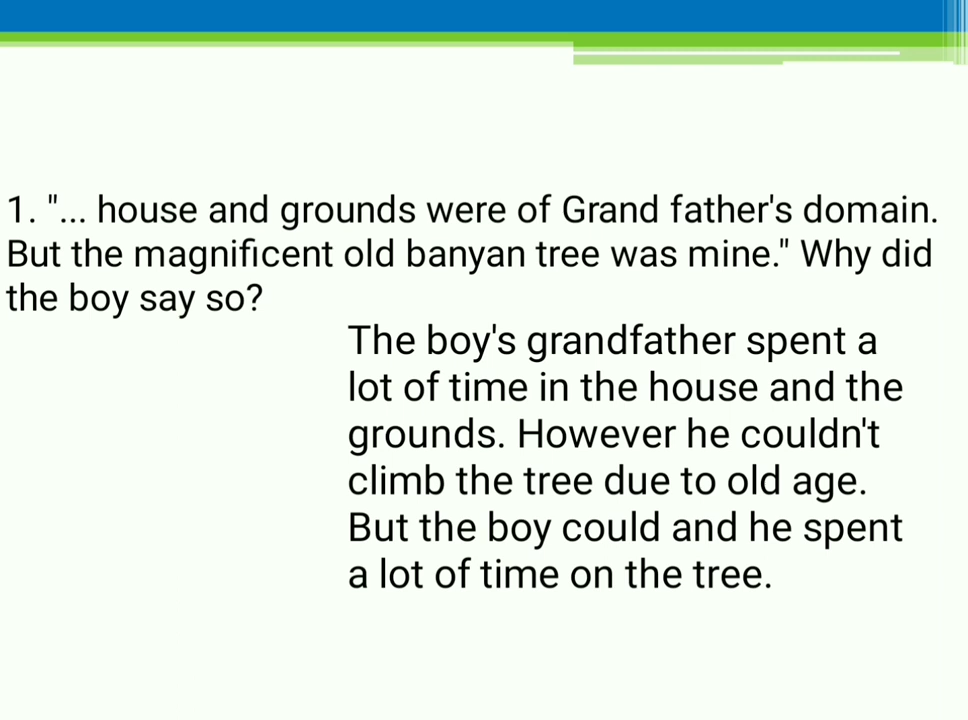 1. "... house and grounds were of Grand father's domain.
But the magnificent old banyan tree was mine." Why did
the boy say so?
The boy's grandfather spent a
lot of time in the house and the
grounds. However he couldn't
climb the tree due to old age.
But the boy could and he spent
a lot of time on the tree.